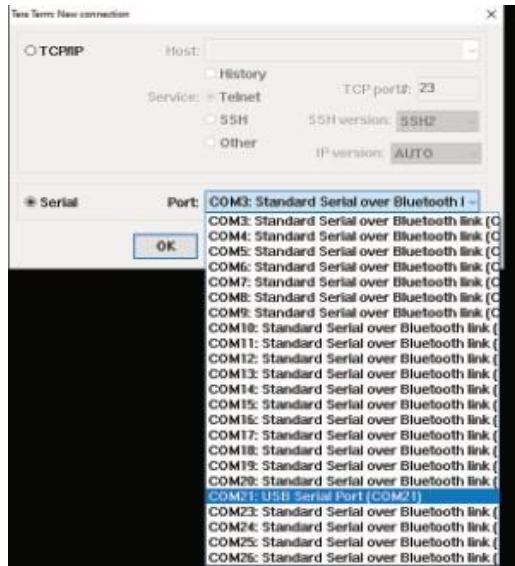 Tera Term: New connection
TCP/IP Host:
History
Service: Telnet TCP port#: 23
SSH SSH version: SSH2
Other
IP version: AUTO
Serial Port: COM3: Standard Serial over Bluetooth l
OK
COM3: Standard Serial over Bluetooth link (C
COM4: Standard Serial over Bluetooth link (C
COM5: Standard Serial over Bluetooth link (C
COM6: Standard Serial over Bluetooth link (C
COM7: Standard Serial over Bluetooth link (C
COM8: Standard Serial over Bluetooth link (C
COM9: Standard Serial over Bluetooth link (C
COM10: Standard Serial over Bluetooth link (
COM11: Standard Serial over Bluetooth link (
COM12: Standard Serial over Bluetooth link (
COM13: Standard Serial over Bluetooth link (
COM14: Standard Serial over Bluetooth link (
COM15: Standard Serial over Bluetooth link (
COM16: Standard Serial over Bluetooth link (
COM17: Standard Serial over Bluetooth link (
COM18: Standard Serial over Bluetooth link (
COM19: Standard Serial over Bluetooth link (
COM20: Standard Serial over Bluetooth link (
COM21: USB Serial Port (COM21)
COM23: Standard Serial over Bluetooth link (
COM24: Standard Serial over Bluetooth link (
COM25: Standard Serial over Bluetooth link (
COM26: Standard Serial over Bluetooth link (